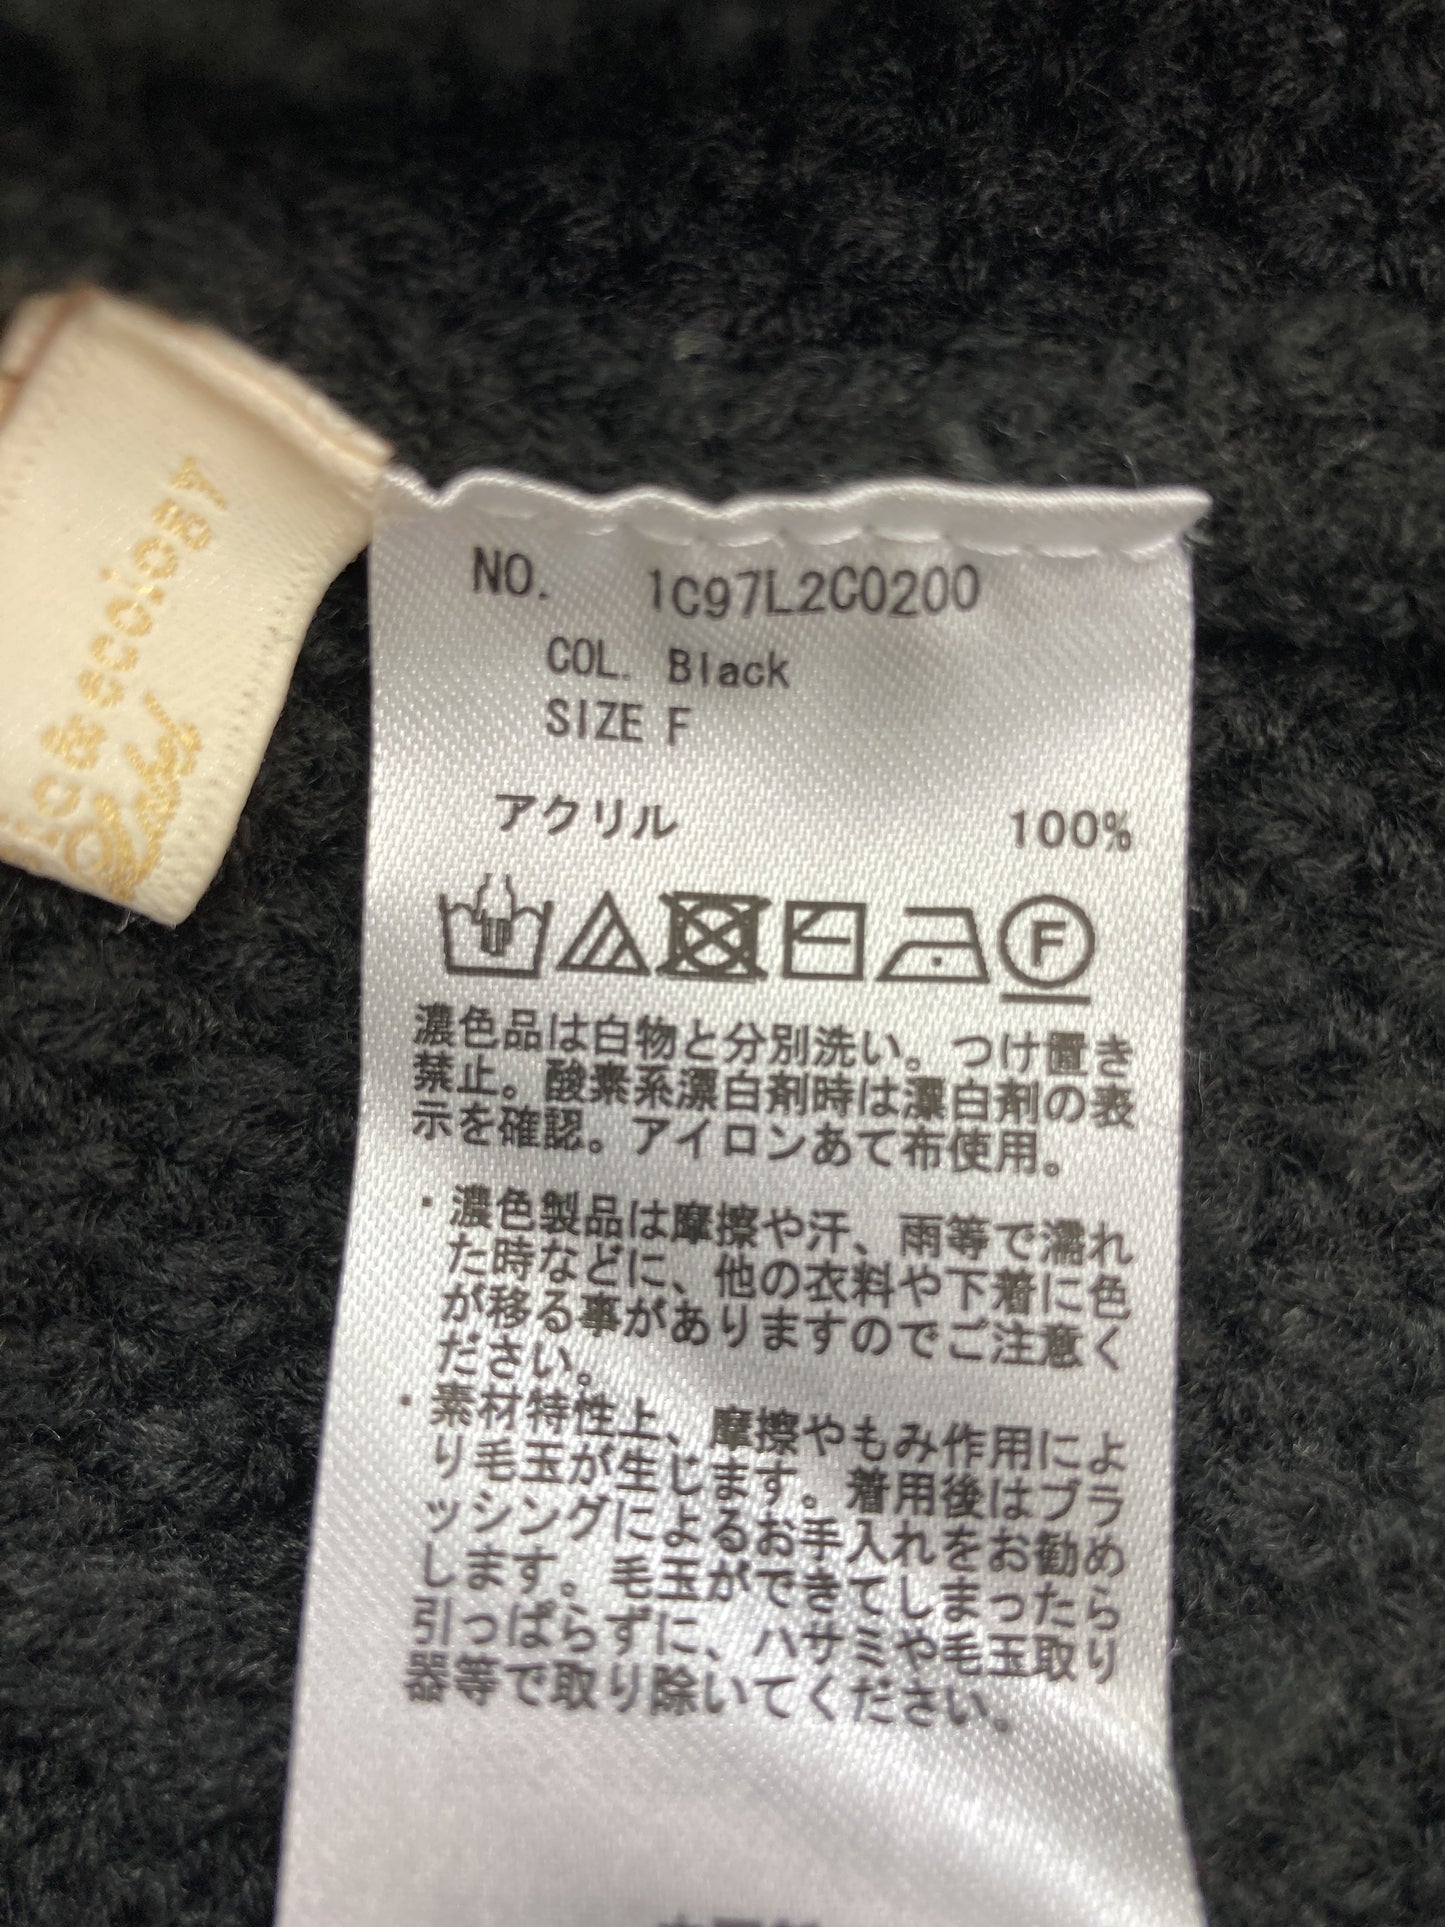 &ecology
Label
NO. 1C97L2C0200
COL. Black
SIZE F
アクリル 100%
F
濃色品は白物と分別洗い。つけ置き
禁止。酸素系漂白剤時は漂白剤の表
示を確認。アイロンあて布使用。
・濃色製品は摩擦や汗、雨等で濡れ
た時などに、他の衣料や下着に色
が移る事がありますのでご注意く
ださい。
・素材特性上、摩擦やもみ作用によ
り毛玉が生じます。着用後はブラ
ッシングによるお手入れをお勧め
します。毛玉ができてしまったら
引っぱらずに、ハサミや毛玉取り
器等で取り除いてください。